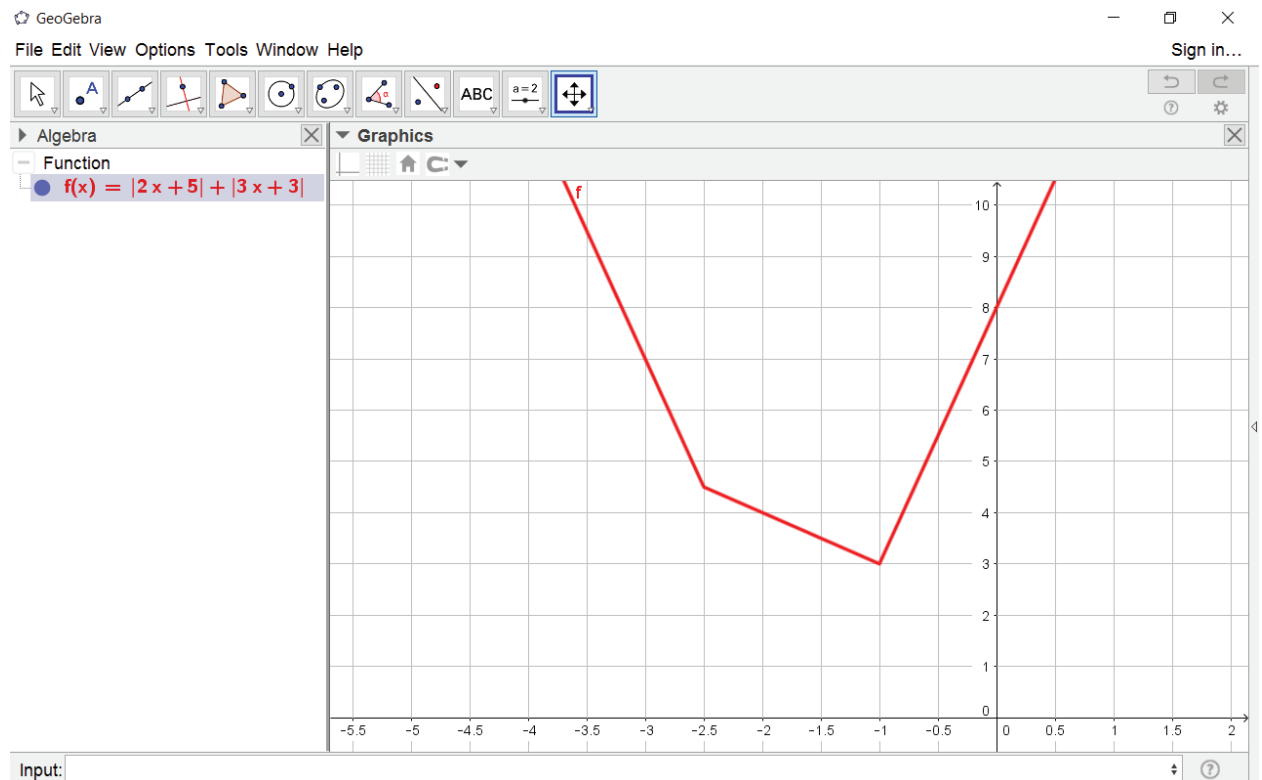 GeoGebra
File Edit View Options Tools Window Help
Sign in…
A
α
ABC
a=2
Algebra
Graphics
Function
f(x) = |2 x + 5| + |3 x + 3|
f
10
9
8
7
6
5
4
3
2
1
0
-5.5 -5 -4.5 -4 -3.5 -3 -2.5 -2 -1.5 -1 -0.5 0 0.5 1 1.5 2
Input: